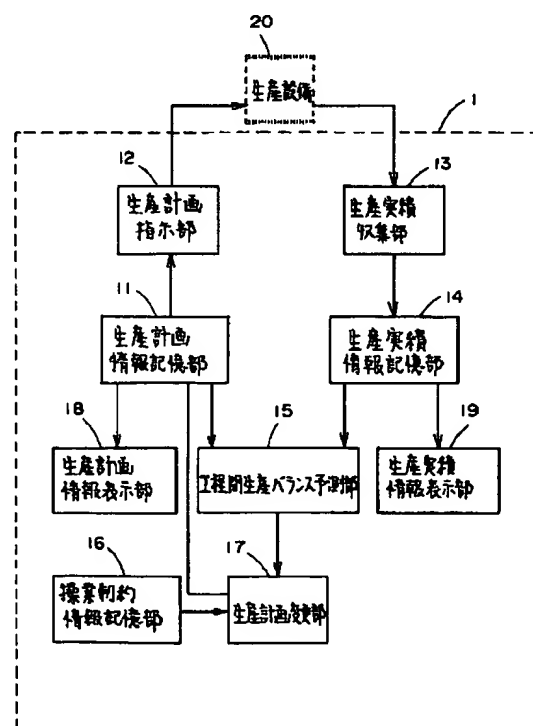 20
生産設備
1
12
生産計画
指示部
13
生産実績
収集部
11
生産計画
情報記憶部
14
生産実績
情報記憶部
18
生産計画
情報表示部
15
工程間生産バランス予測部
19
生産実績
情報表示部
16
操業制約
情報記憶部
17
生産計画変更部